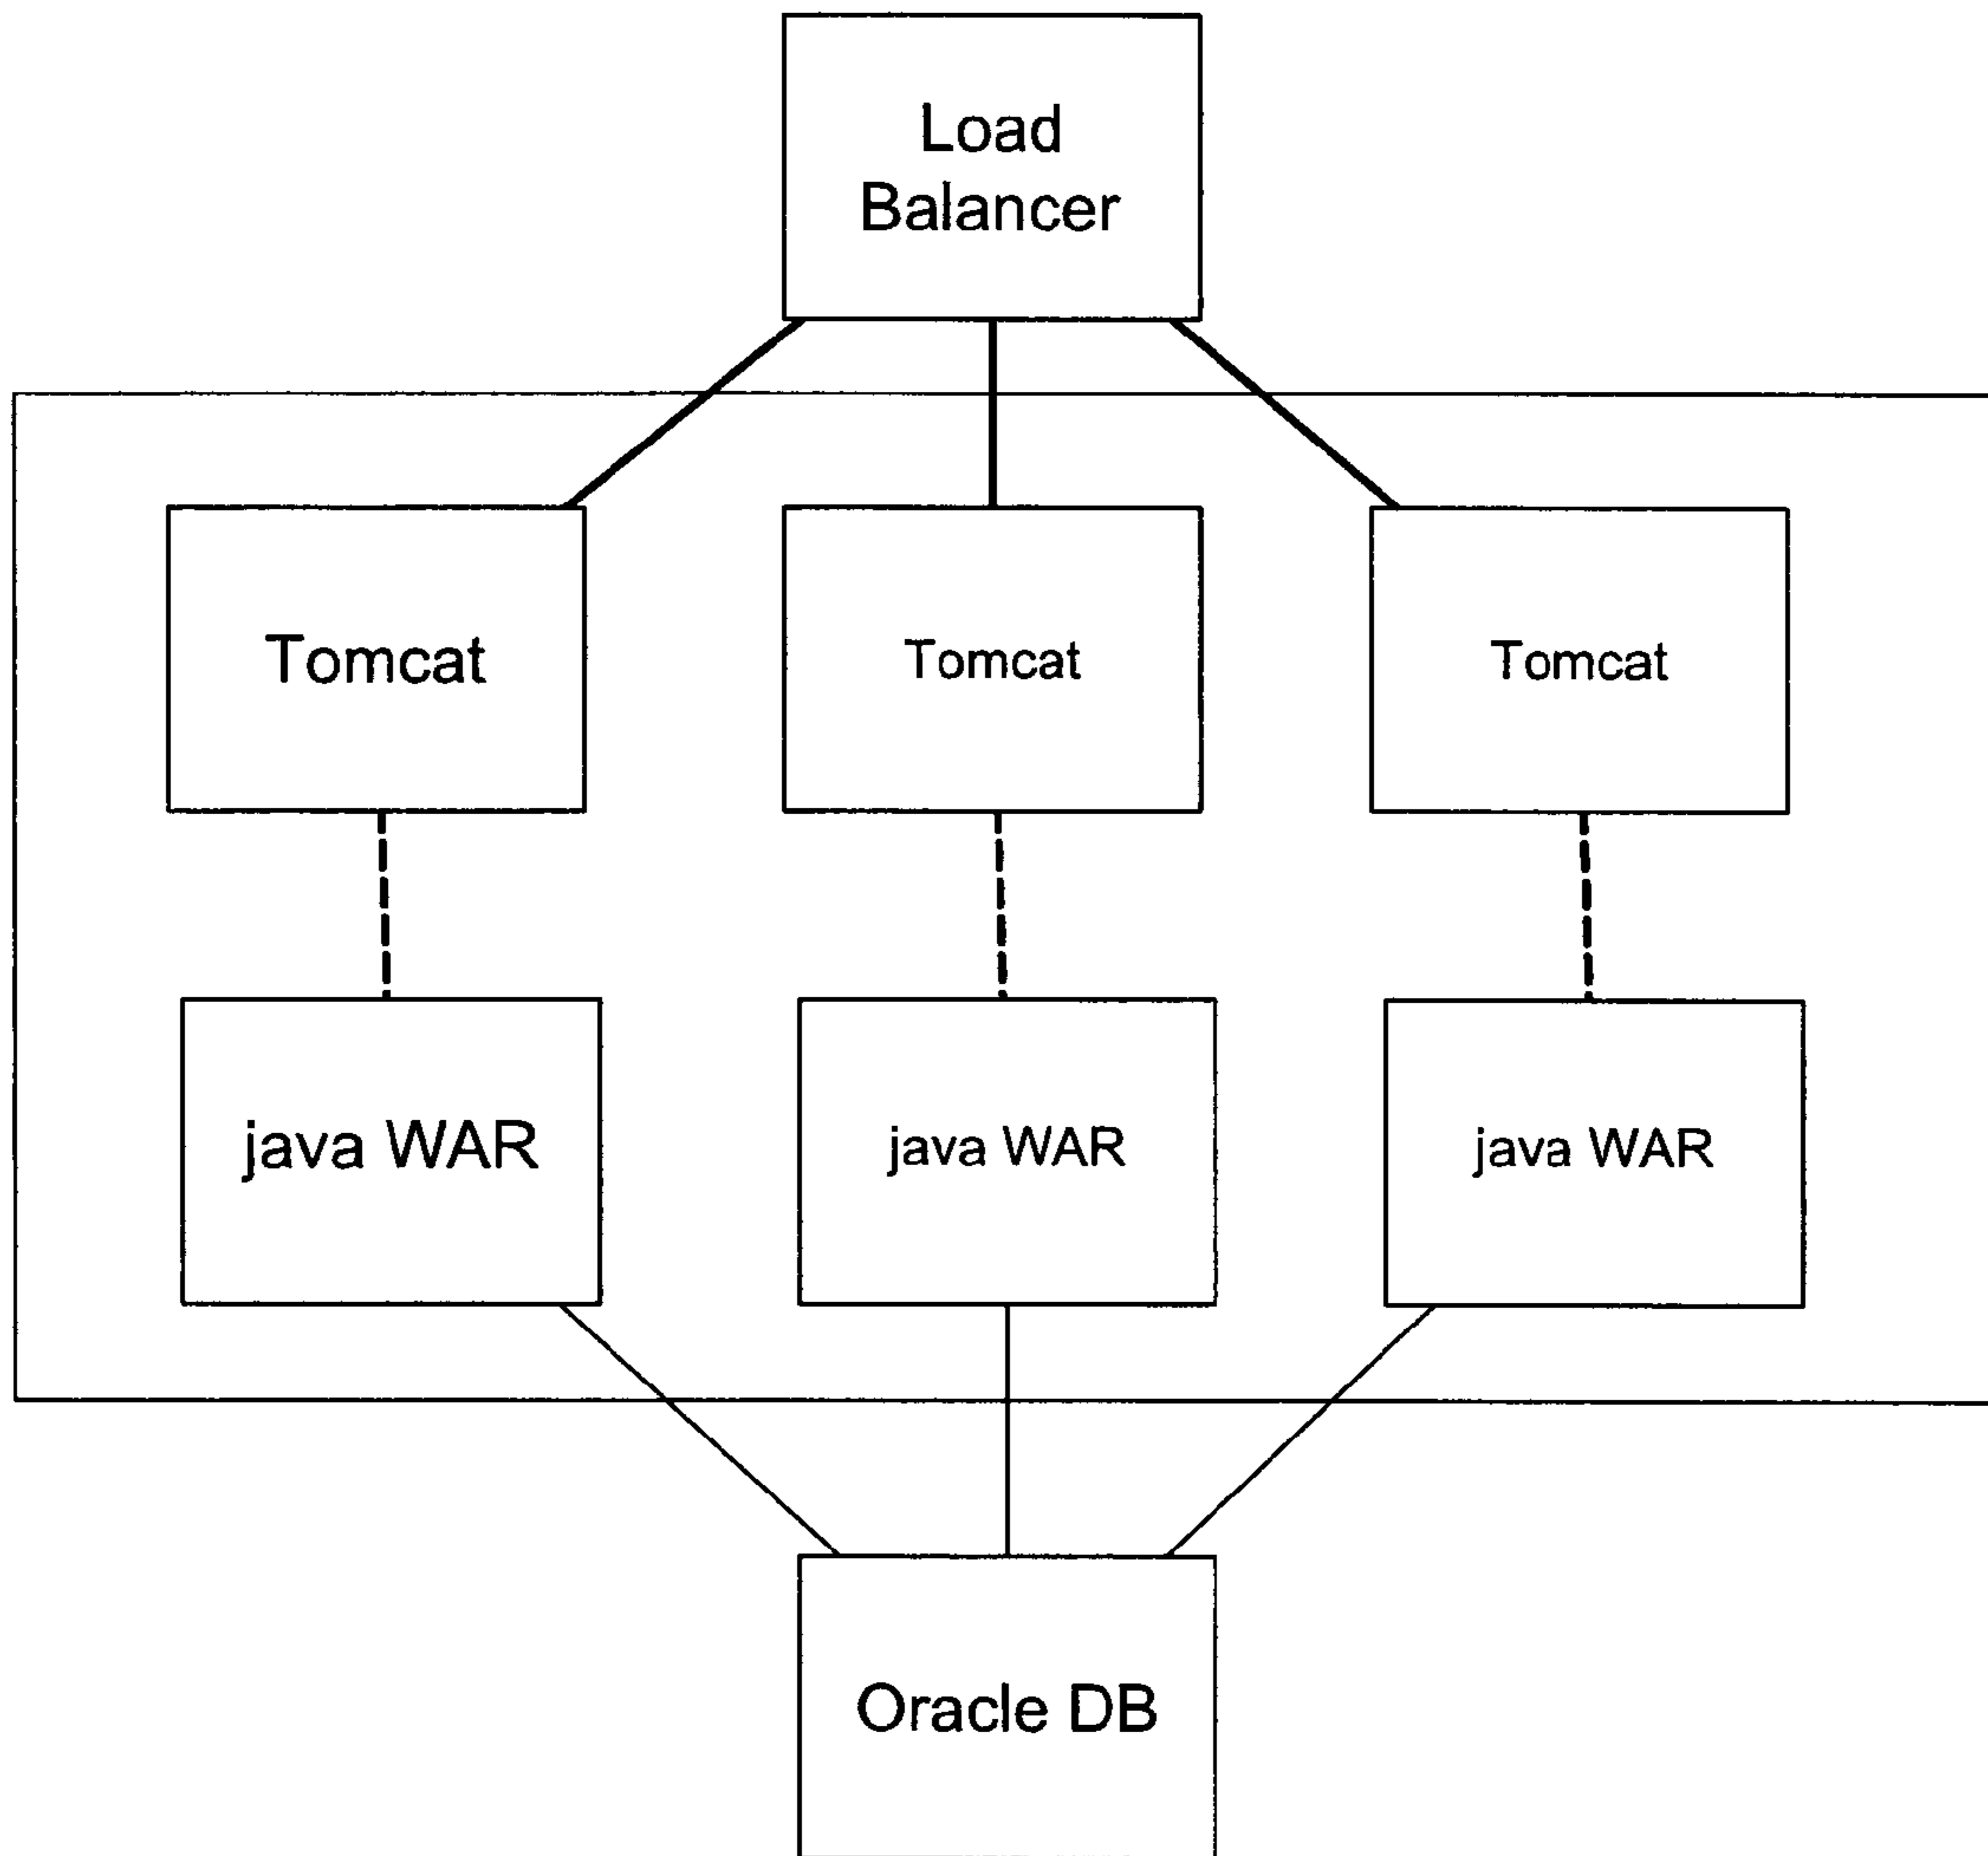 Load
Balancer
Tomcat
Tomcat
Tomcat
java WAR
java WAR
java WAR
Oracle DB